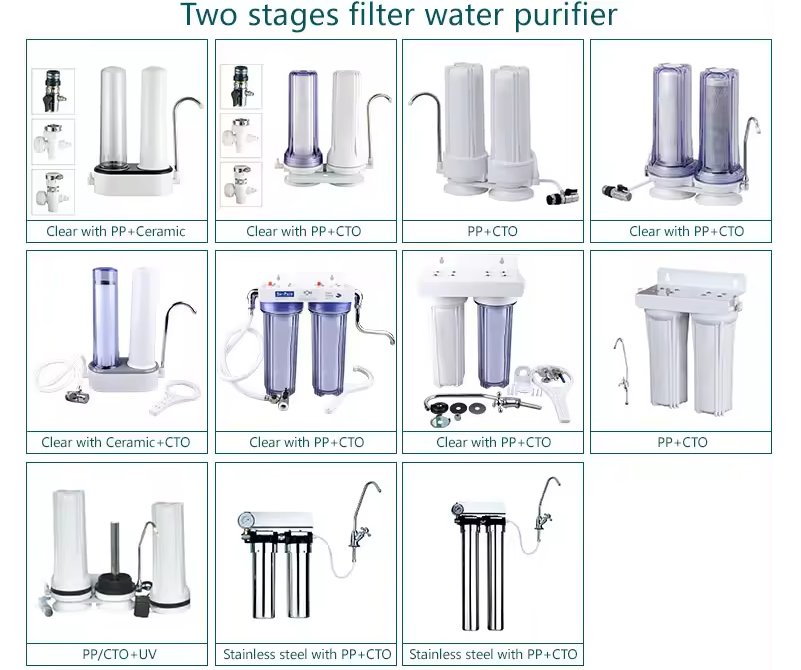 Two stages filter water purifier
Clear with PP+Ceramic
Clear with PP+CTO
PP+CTO
Clear with PP+CTO
Clear with Ceramic+CTO
Clear with PP+CTO
Clear with PP+CTO
PP+CTO
PP/CTO+UV
Stainless steel with PP+CTO
Stainless steel with PP+CTO